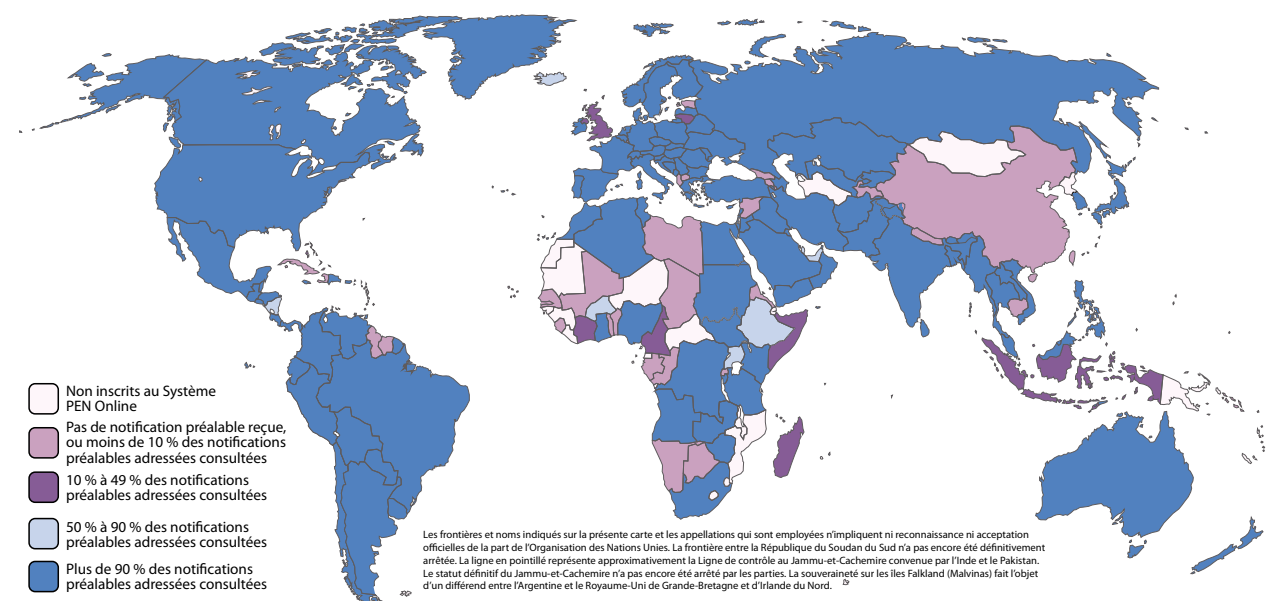 Non inscrits au Système
PEN Online
Pas de notification préalable reçue,
ou moins de 10 % des notifications
préalables adressées consultées
10 % à 49 % des notifications
préalables adressées consultées
50 % à 90 % des notifications
préalables adressées consultées
Plus de 90 % des notifications
préalables adressées consultées
Les frontières et noms indiqués sur la présente carte et les appellations qui sont employées n’impliquent ni reconnaissance ni acceptation
officielles de la part de l’Organisation des Nations Unies. La frontière entre la République du Soudan du Sud n’a pas encore été définitivement
arrêtée. La ligne en pointillé représente approximativement la Ligne de contrôle au Jammu-et-Cachemire convenue par l’Inde et le Pakistan.
Le statut définitif du Jammu-et-Cachemire n’a pas encore été arrêté par les parties. La souveraineté sur les îles Falkland (Malvinas) fait l’objet
d’un différend entre l’Argentine et le Royaume-Uni de Grande-Bretagne et d’Irlande du Nord.